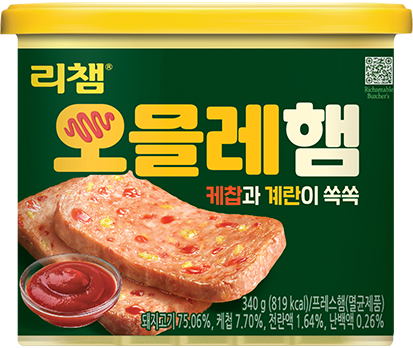 리챔®
Richamable
Butcher's
오믈레햄
케찹과 계란이 쏙쏙
340 g (819 kcal)/프레스햄(멸균제품)
돼지고기 75.06%, 케첩 7.70%, 전란액 1.64%, 난백액 0.26%